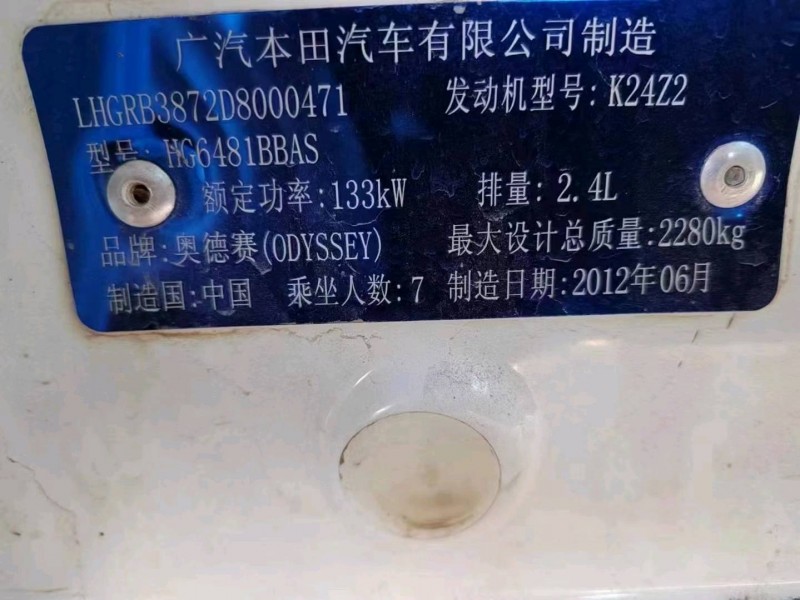 广汽本田汽车有限公司制造
LHGRB3872D8000471 发动机型号: K24Z2
型号: HG6481BBAS
额定功率:133kW 排量: 2.4L
品牌:奥德赛(ODYSSEY) 最大设计总质量:2280kg
制造国:中国 乘坐人数:7 制造日期:2012年06月